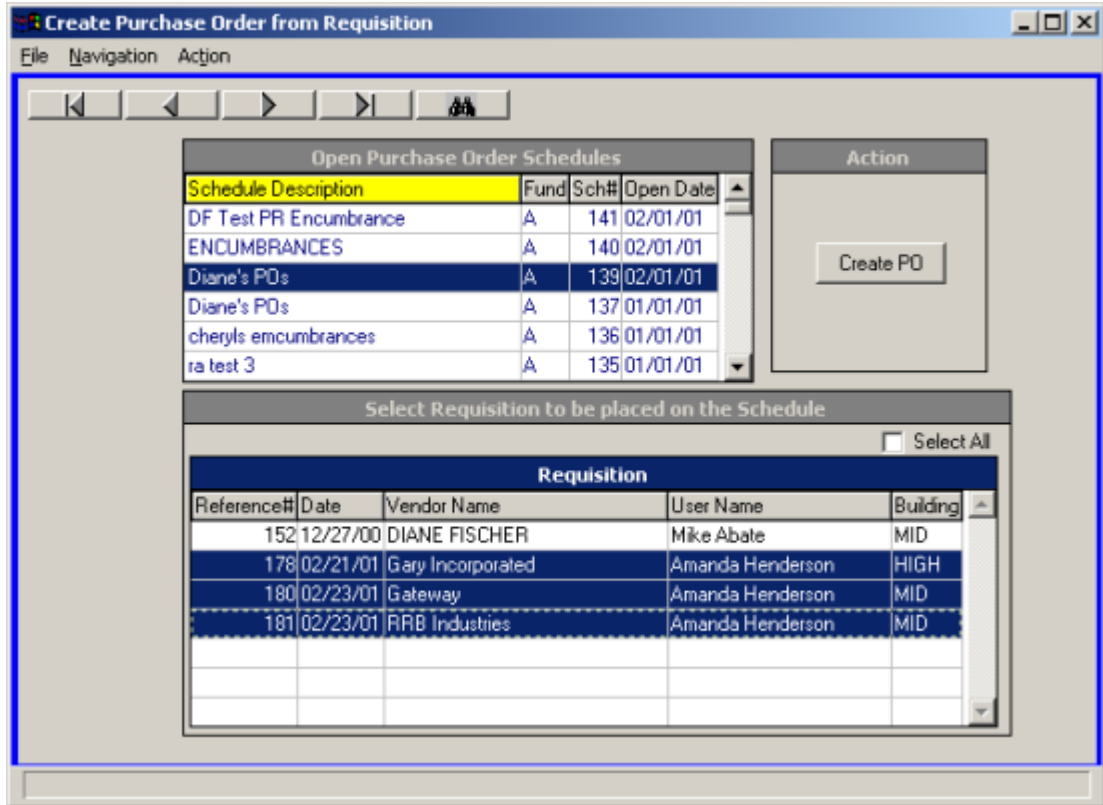 Create Purchase Order from Requisition
File Navigation Action
Open Purchase Order Schedules
Schedule Description Fund Sch# Open Date
DF Test PR Encumbrance A 141 02/01/01
ENCUMBRANCES A 140 02/01/01
Diane's POs A 139 02/01/01
Diane's POs A 137 01/01/01
cheryls emcumbrances A 136 01/01/01
ra test 3 A 135 01/01/01
Action
Create PO
Select Requisition to be placed on the Schedule
Select All
Requisition
Reference# Date Vendor Name User Name Building
152 12/27/00 DIANE FISCHER Mike Abate MID
178 02/21/01 Gary Incorporated Amanda Henderson HIGH
180 02/23/01 Gateway Amanda Henderson MID
181 02/23/01 RRB Industries Amanda Henderson MID